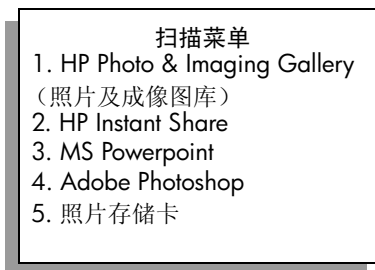 扫描菜单
1. HP Photo & Imaging Gallery
（照片及成像图库）
2. HP Instant Share
3. MS Powerpoint
4. Adobe Photoshop
5. 照片存储卡